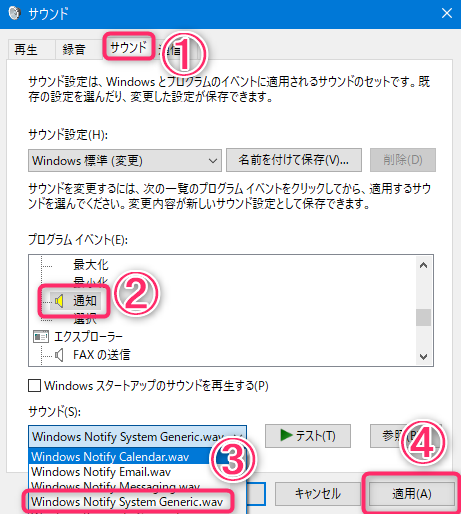 サウンド
再生 録音 サウンド
①
サウンド設定は、Windows とプログラムのイベントに適用されるサウンドのセットです。既
存の設定を選んだり、変更した設定を保存できます。
サウンド設定(H):
Windows 標準 (変更) 名前を付けて保存(V)... 削除(D)
サウンドを変更するには、次の一覧のプログラム イベントをクリックしてから、適用するサウ
ンドを選んでください。変更内容が新しいサウンド設定として保存できます。
プログラム イベント(E):
最大化
最小化
通知 ②
選択
エクスプローラー
FAX の送信
Windows スタートアップのサウンドを再生する(P)
サウンド(S):
Windows Notify System Generic.wav テスト(T) 参照
④
Windows Notify Calendar.wav
③
Windows Notify Email.wav
Windows Notify Messaging.wav
Windows Notify System Generic.wav
キャンセル 適用(A)